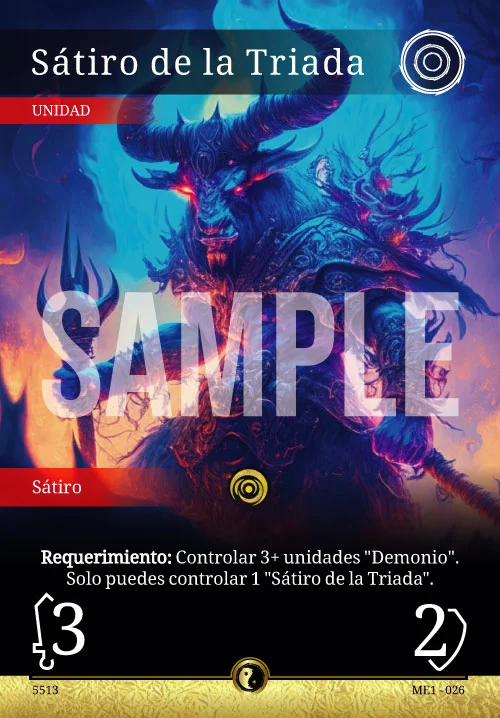 Sátiro de la Triada
UNIDAD
SAMPLE
Sátiro
Requerimiento: Controlar 3+ unidades "Demonio".
Solo puedes controlar 1 "Sátiro de la Triada".
3 2
5513 ME1 - 026